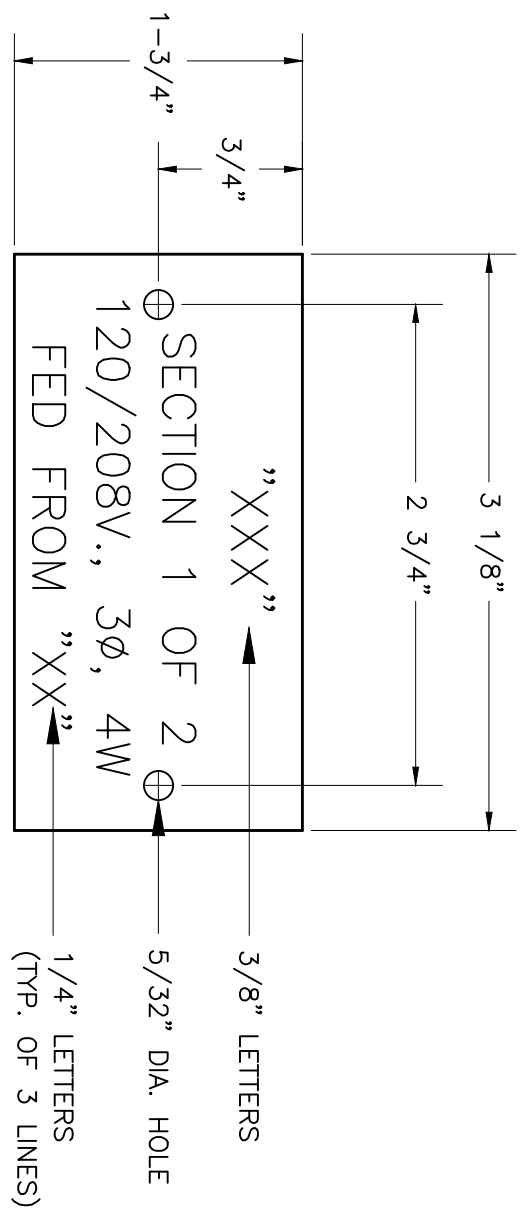 3 1/8”
2 3/4”
1-3/4”
3/4”
”XXX”
SECTION 1 OF 2
120/208V., 3Ø, 4W
FED FROM ”XX”
3/8” LETTERS
5/32” DIA. HOLE
1/4” LETTERS
(TYP. OF 3 LINES)